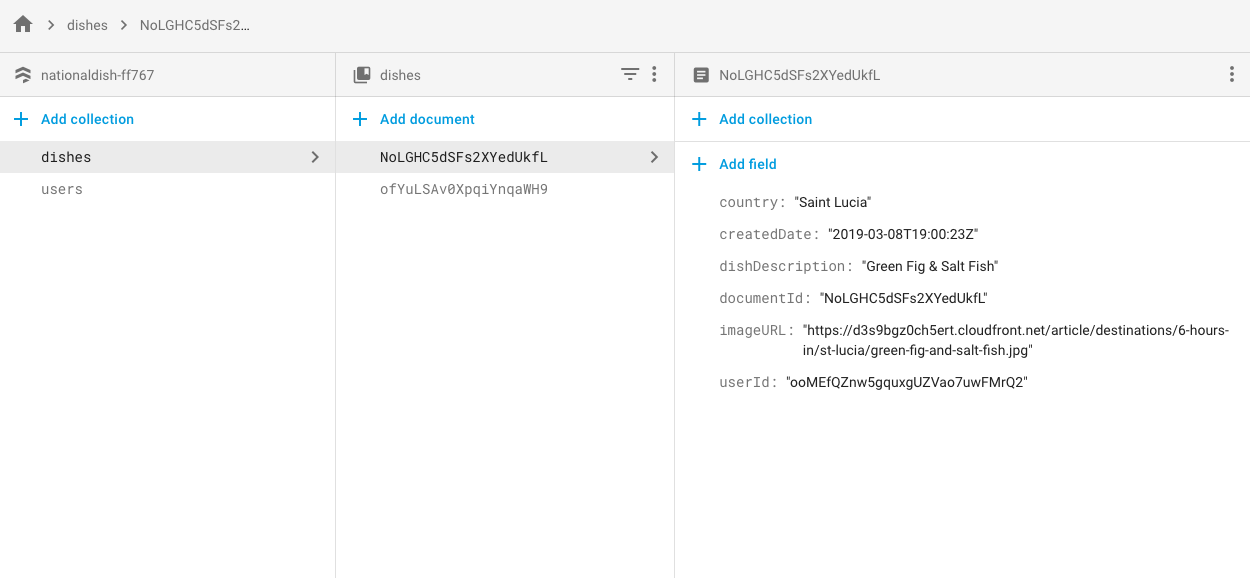 dishes
NoLGHC5dSFs2...
nationaldish-ff767
dishes
NoLGHC5dSFs2XYedUkfL
Add collection
Add document
Add collection
dishes
NoLGHC5dSFs2XYedUkfL
Add field
users
ofYuLSAv0XpqiYnqaWH9
country: "Saint Lucia"
createdDate: "2019-03-08T19:00:23Z"
dishDescription: "Green Fig & Salt Fish"
documentId: "NoLGHC5dSFs2XYedUkfL"
imageURL: "https://d3s9bgz0ch5ert.cloudfront.net/article/destinations/6-hours-
in/st-lucia/green-fig-and-salt-fish.jpg"
userId: "ooMEfQZnw5gquxgUZVao7uwFMrQ2"